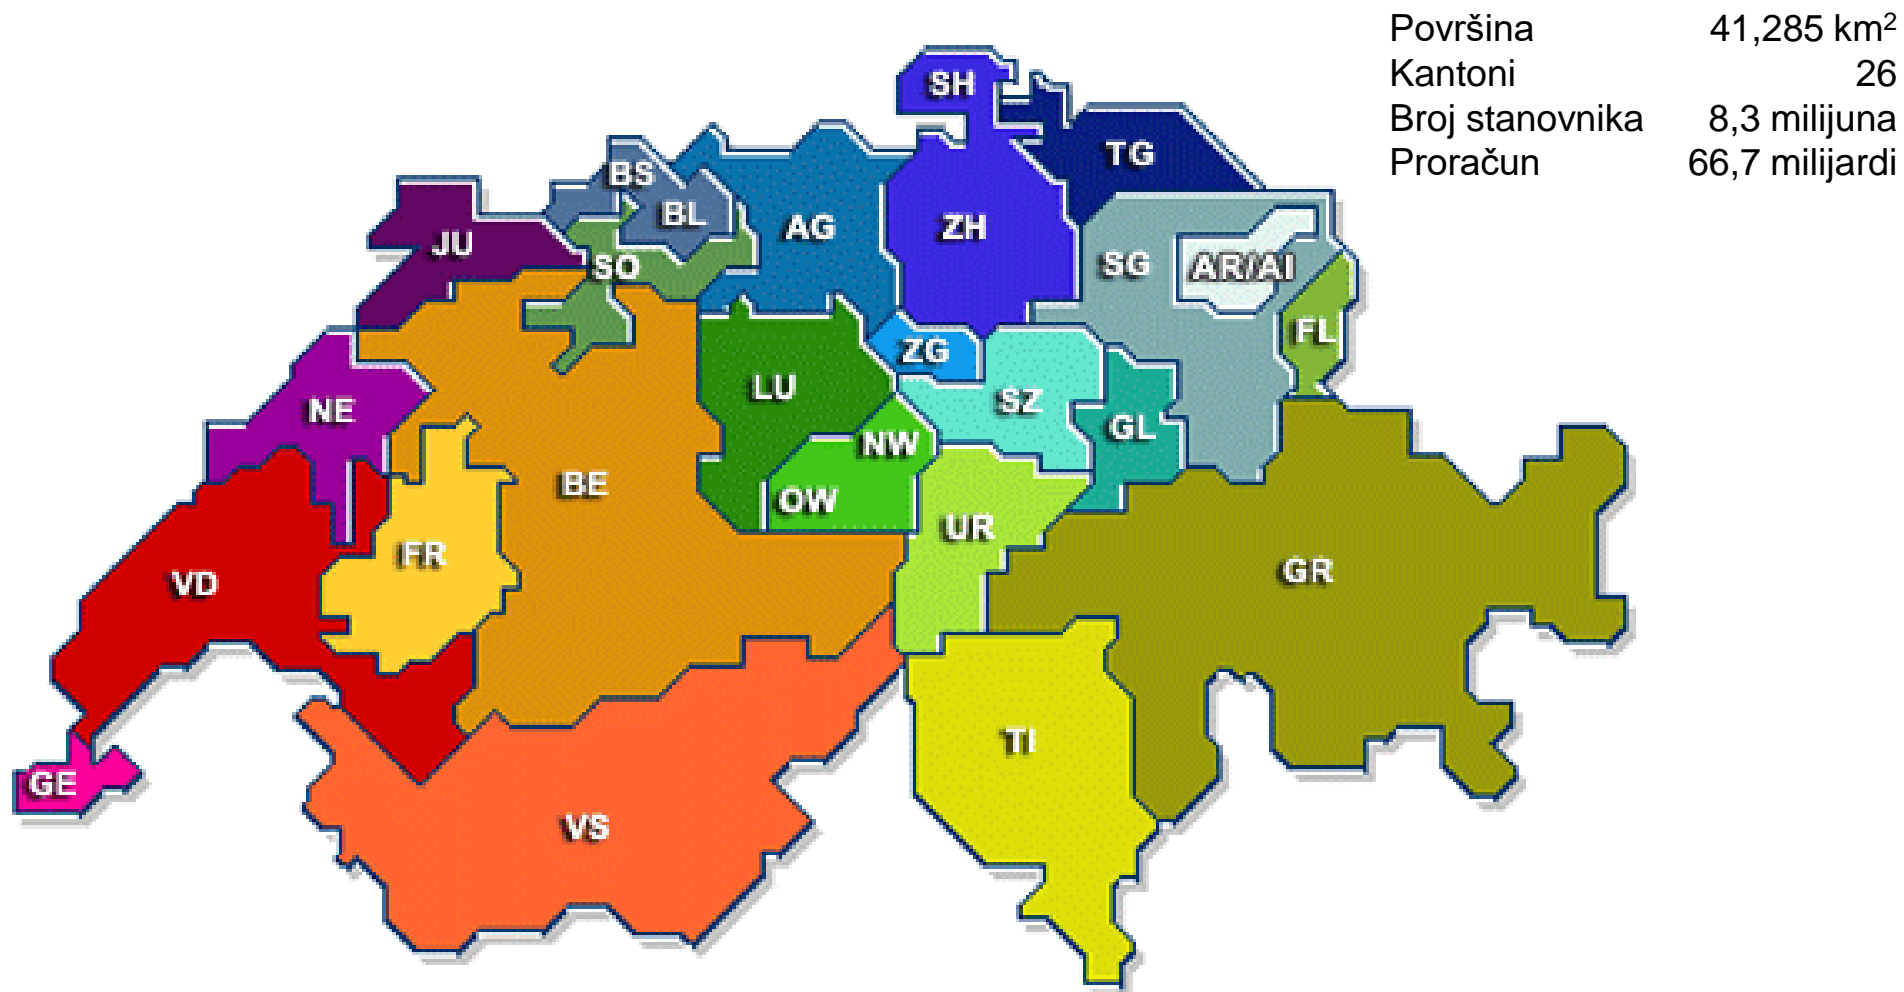 Površina 41,285 km²
Kantoni 26
Broj stanovnika 8,3 milijuna
Proračun 66,7 milijardi
SH
TG
BS
BL
AG
ZH
JU
SO
SG
AR/AI
FL
ZG
LU
SZ
NE
GL
NW
BE
OW
UR
FR
VD
GR
TI
GE
VS